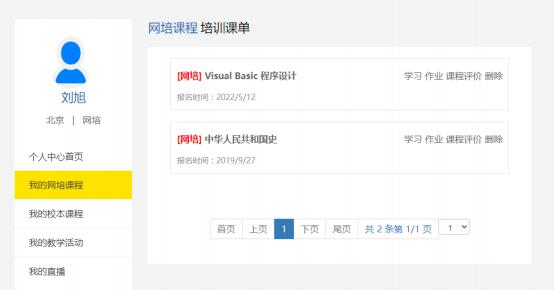 网培课程 培训课单
刘旭
北京 | 网培
个人中心首页
我的网培课程
我的校本课程
我的教学活动
我的直播
[网培] Visual Basic 程序设计 学习 作业 课程评价 删除
报名时间：2022/5/12
[网培] 中华人民共和国史 学习 作业 课程评价 删除
报名时间：2019/9/27
首页 上页 1 下页 尾页 共 2 条第 1/1 页 1